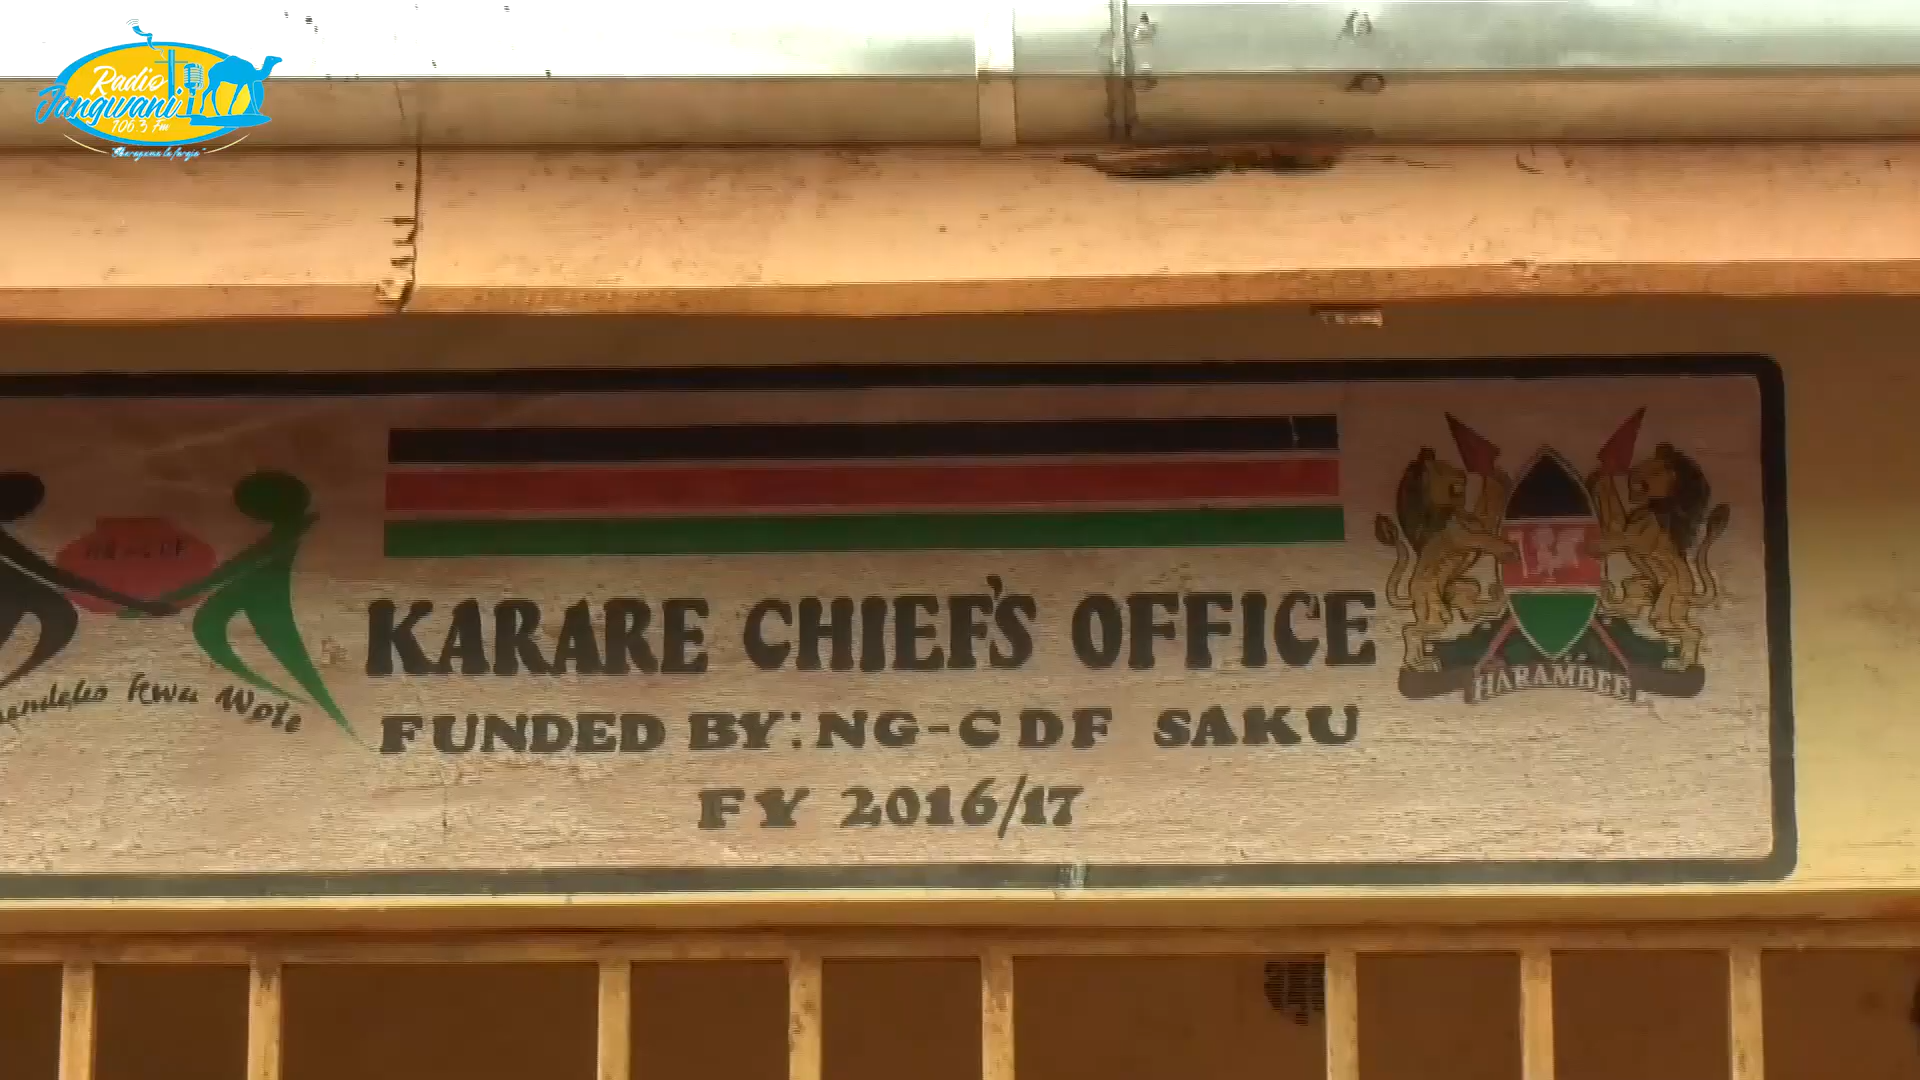 Radio
Jangwani
106.3 Fm
KARARE CHIEF'S OFFICE
FUNDED BY: NG-CDF SAKU
FY 2016/17
HARAMBEE
Kwa Wote